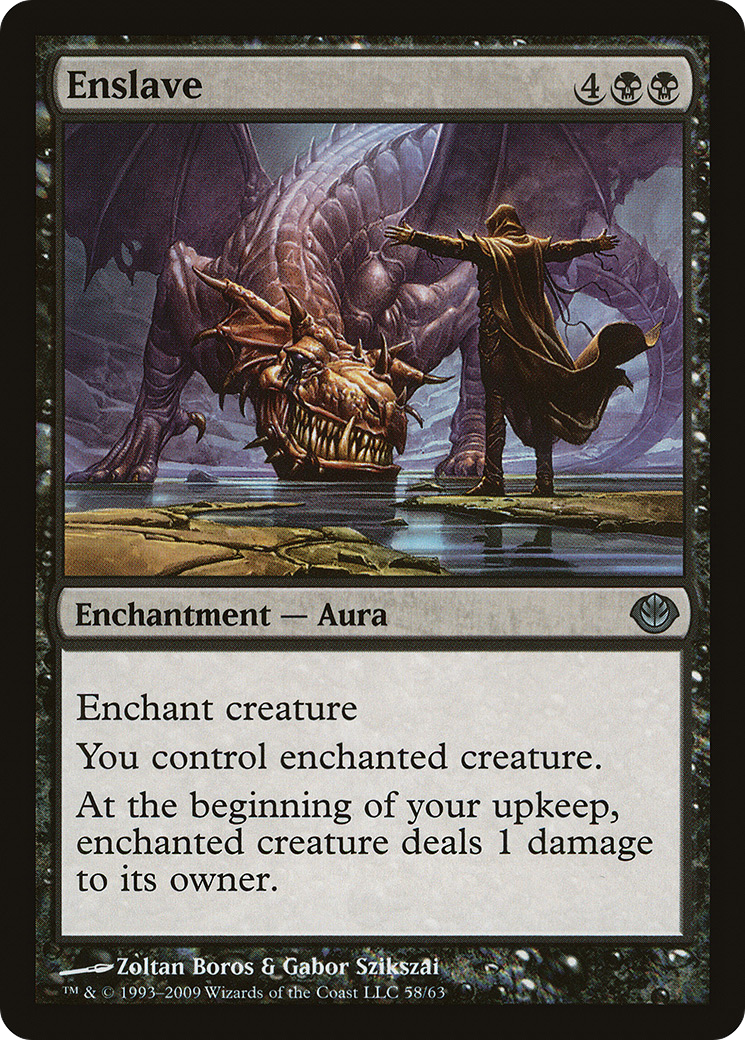 Enslave 4
Enchantment — Aura
Enchant creature
You control enchanted creature.
At the beginning of your upkeep,
enchanted creature deals 1 damage
to its owner.
Zoltan Boros & Gabor Szikszai
™ & © 1993–2009 Wizards of the Coast LLC 58/63